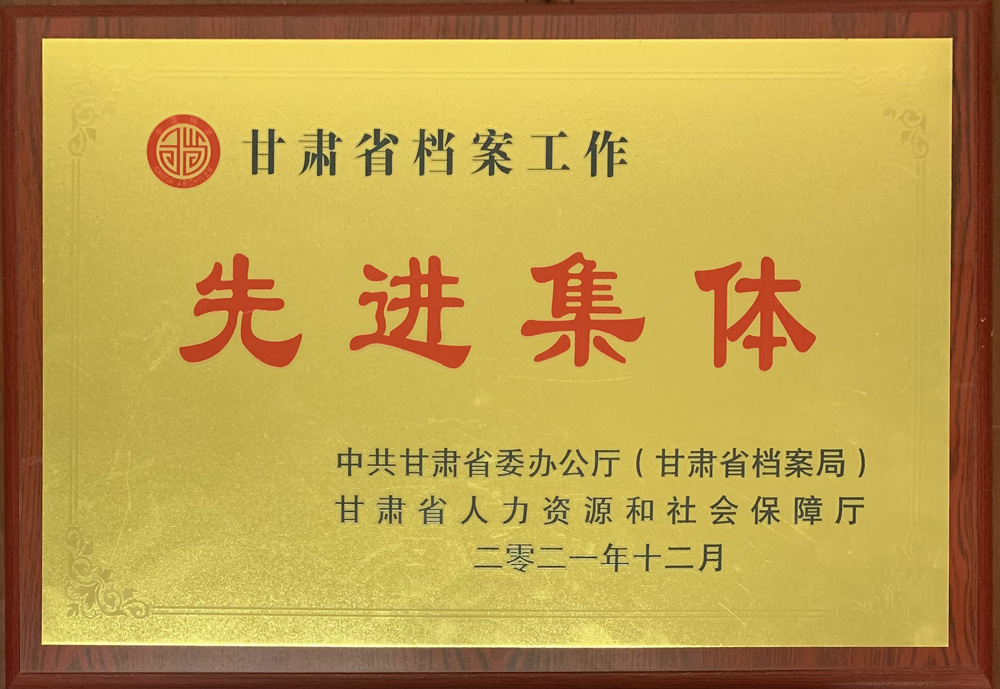 甘肃省档案工作
先进集体
中共甘肃省委办公厅（甘肃省档案局）
甘肃省人力资源和社会保障厅
二零二一年十二月